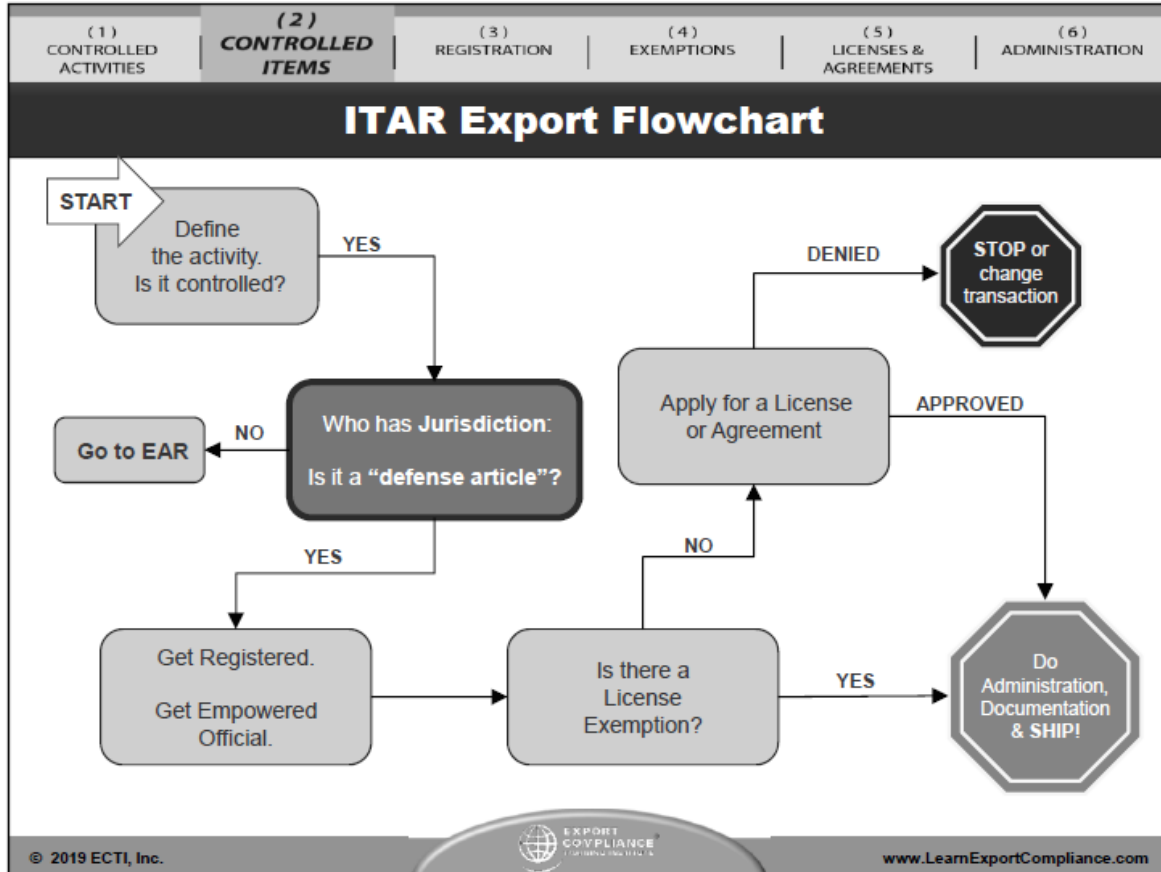 (1)
CONTROLLED
ACTIVITIES
(2)
CONTROLLED
ITEMS
(3)
REGISTRATION
(4)
EXEMPTIONS
(5)
LICENSES &
AGREEMENTS
(6)
ADMINISTRATION
ITAR Export Flowchart
START
Define
the activity.
Is it controlled?
YES
DENIED
STOP or
change
transaction
Who has Jurisdiction:
Is it a “defense article”?
NO
Go to EAR
Apply for a License
or Agreement
APPROVED
YES
NO
Get Registered.
Get Empowered
Official.
Is there a
License
Exemption?
YES
Do
Administration,
Documentation
& SHIP!
© 2019 ECTI, Inc.
EXPORT
COMPLIANCE
TRAINING INSTITUTE
www.LearnExportCompliance.com